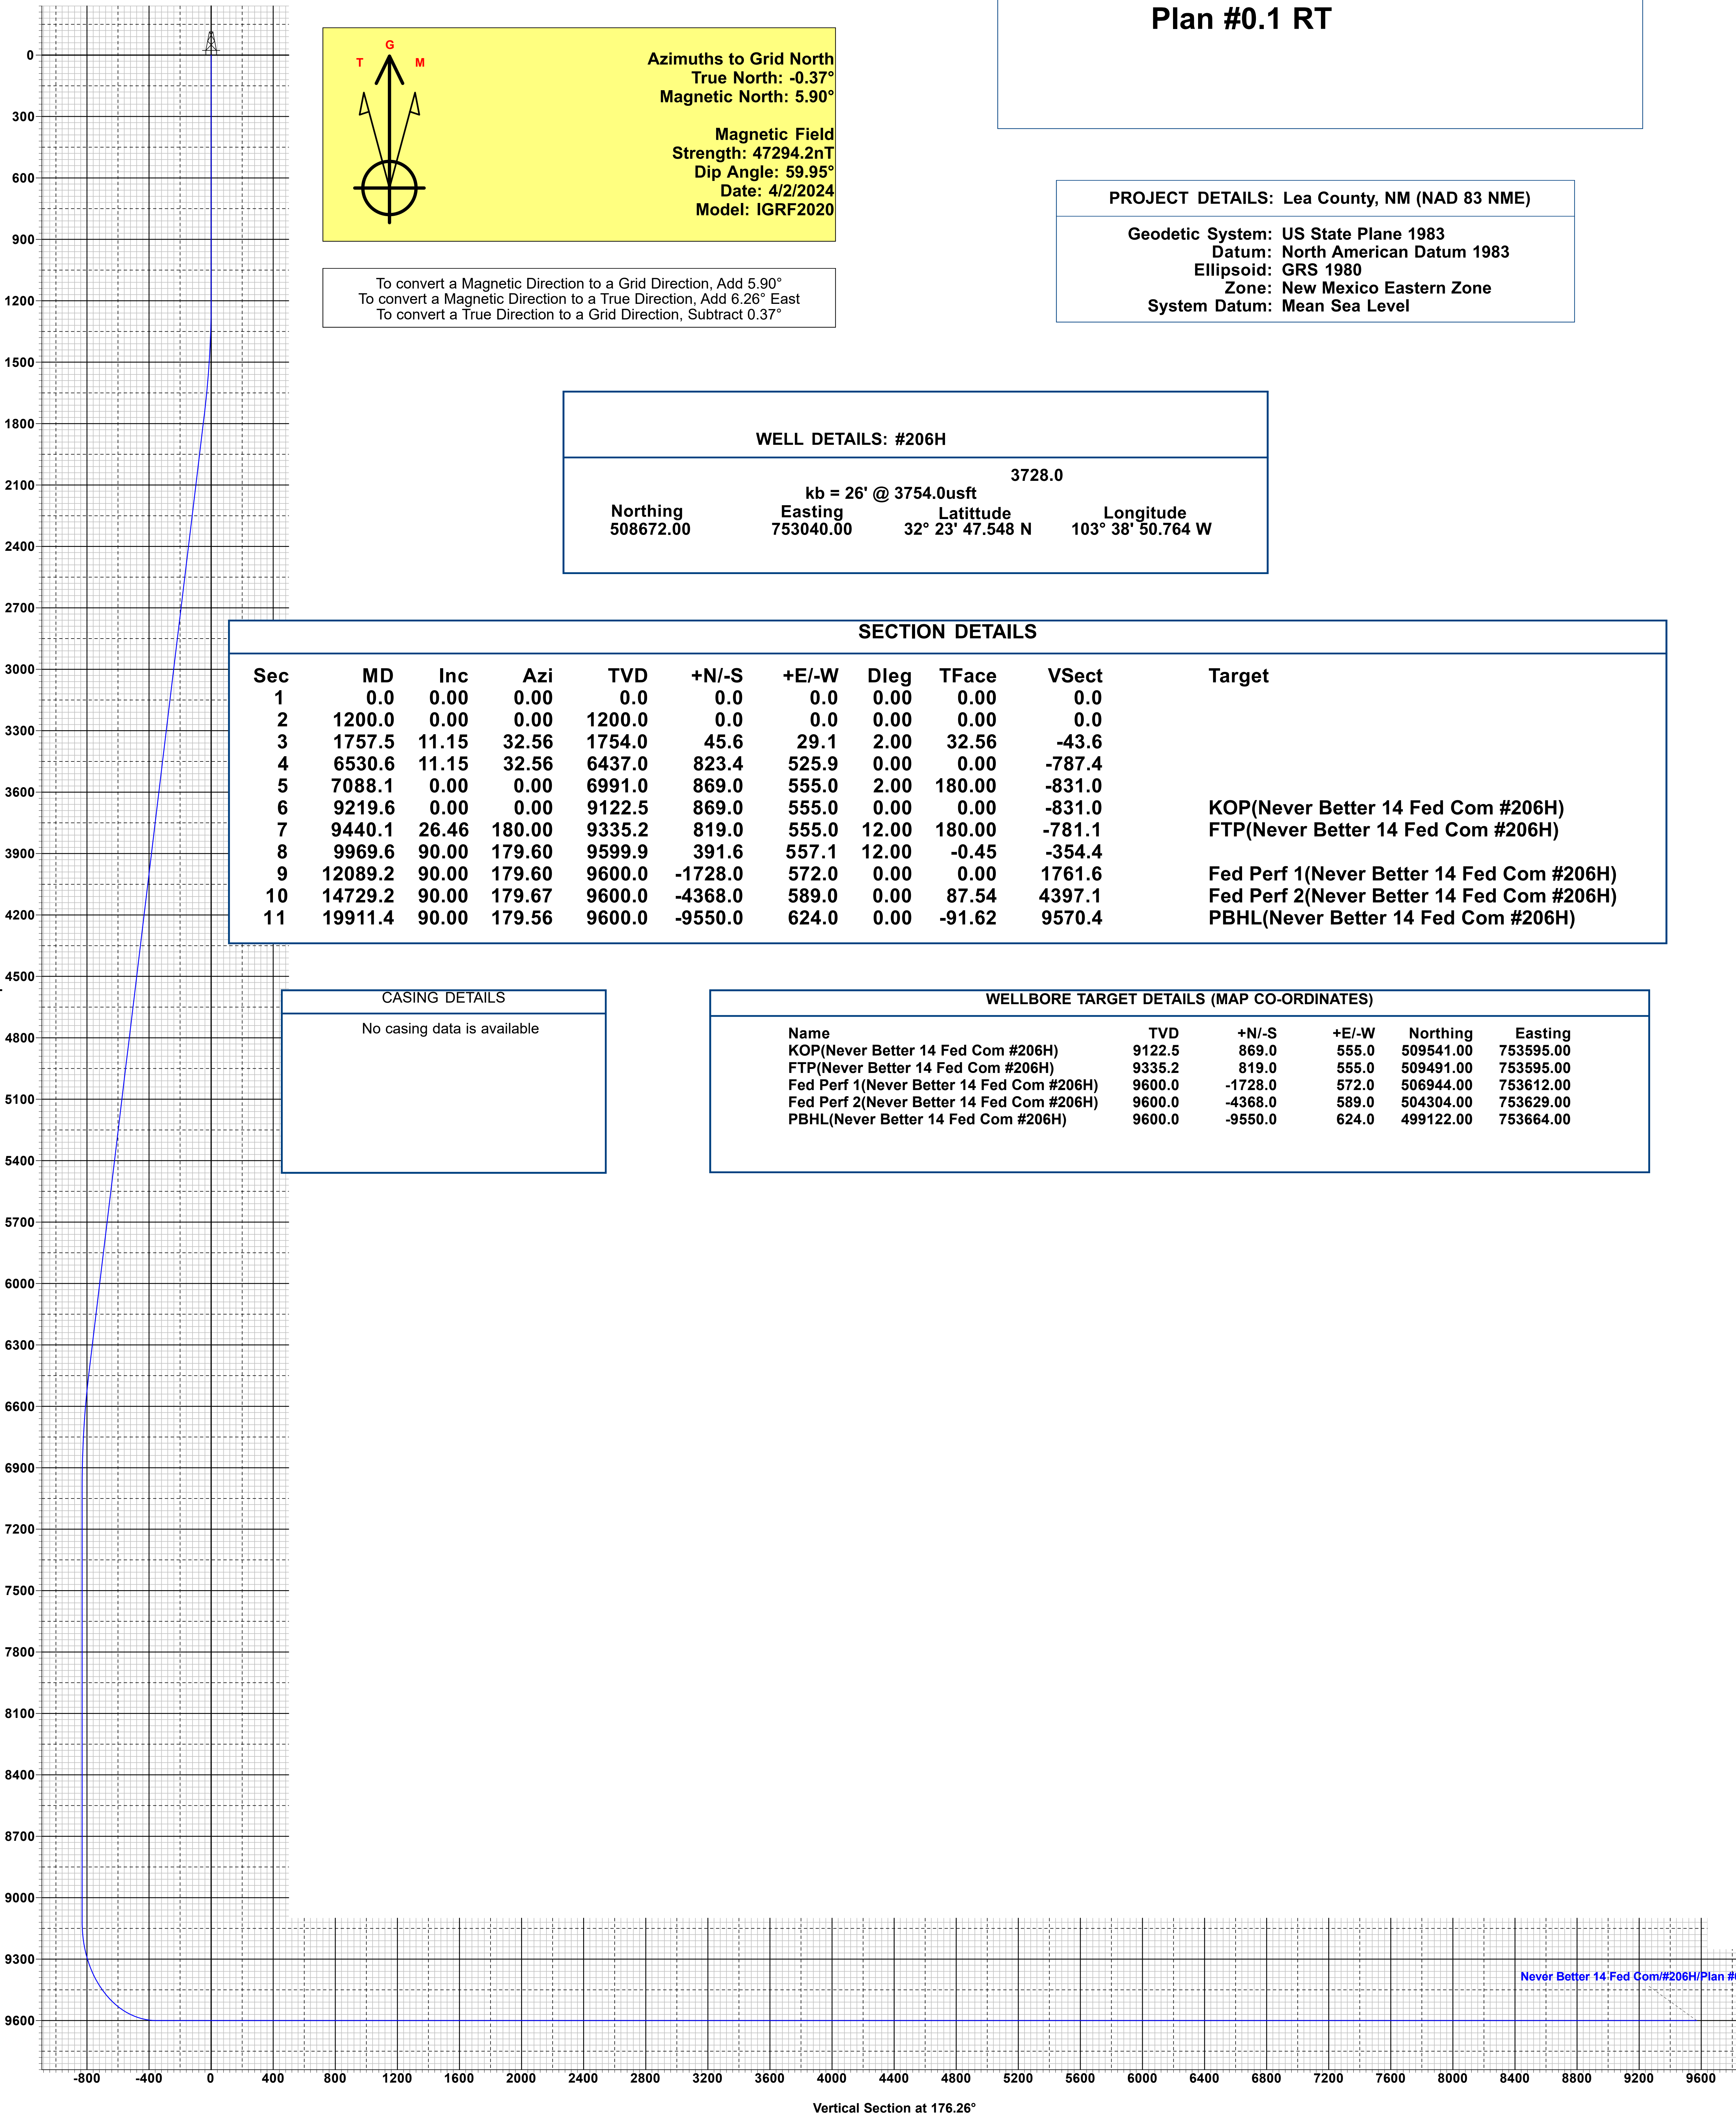 Plan #0.1 RT
G
T M
Azimuths to Grid North
True North: -0.37°
Magnetic North: 5.90°
Magnetic Field
Strength: 47294.2nT
Dip Angle: 59.95°
Date: 4/2/2024
Model: IGRF2020
To convert a Magnetic Direction to a Grid Direction, Add 5.90°
To convert a Magnetic Direction to a True Direction, Add 6.26° East
To convert a True Direction to a Grid Direction, Subtract 0.37°
PROJECT DETAILS: Lea County, NM (NAD 83 NME)
Geodetic System: US State Plane 1983
Datum: North American Datum 1983
Ellipsoid: GRS 1980
Zone: New Mexico Eastern Zone
System Datum: Mean Sea Level
WELL DETAILS: #206H
3728.0
kb = 26' @ 3754.0usft
Northing Easting Latittude Longitude
508672.00 753040.00 32° 23' 47.548 N 103° 38' 50.764 W
SECTION DETAILS
Sec MD Inc Azi TVD +N/-S +E/-W Dleg TFace VSect Target
1 0.0 0.00 0.00 0.0 0.0 0.0 0.00 0.00 0.0
2 1200.0 0.00 0.00 1200.0 0.0 0.0 0.00 0.00 0.0
3 1757.5 11.15 32.56 1754.0 45.6 29.1 2.00 32.56 -43.6
4 6530.6 11.15 32.56 6437.0 823.4 525.9 0.00 0.00 -787.4
5 7088.1 0.00 0.00 6991.0 869.0 555.0 2.00 180.00 -831.0
6 9219.6 0.00 0.00 9122.5 869.0 555.0 0.00 0.00 -831.0 KOP(Never Better 14 Fed Com #206H)
7 9440.1 26.46 180.00 9335.2 819.0 555.0 12.00 180.00 -781.1 FTP(Never Better 14 Fed Com #206H)
8 9969.6 90.00 179.60 9599.9 391.6 557.1 12.00 -0.45 -354.4
9 12089.2 90.00 179.60 9600.0 -1728.0 572.0 0.00 0.00 1761.6 Fed Perf 1(Never Better 14 Fed Com #206H)
10 14729.2 90.00 179.67 9600.0 -4368.0 589.0 0.00 87.54 4397.1 Fed Perf 2(Never Better 14 Fed Com #206H)
11 19911.4 90.00 179.56 9600.0 -9550.0 624.0 0.00 -91.62 9570.4 PBHL(Never Better 14 Fed Com #206H)
CASING DETAILS
No casing data is available
WELLBORE TARGET DETAILS (MAP CO-ORDINATES)
Name TVD +N/-S +E/-W Northing Easting
KOP(Never Better 14 Fed Com #206H) 9122.5 869.0 555.0 509541.00 753595.00
FTP(Never Better 14 Fed Com #206H) 9335.2 819.0 555.0 509491.00 753595.00
Fed Perf 1(Never Better 14 Fed Com #206H) 9600.0 -1728.0 572.0 506944.00 753612.00
Fed Perf 2(Never Better 14 Fed Com #206H) 9600.0 -4368.0 589.0 504304.00 753629.00
PBHL(Never Better 14 Fed Com #206H) 9600.0 -9550.0 624.0 499122.00 753664.00
0
300
600
900
1200
1500
1800
2100
2400
2700
3000
3300
3600
3900
4200
4500
4800
5100
5400
5700
6000
6300
6600
6900
7200
7500
7800
8100
8400
8700
9000
9300
9600
Never Better 14 Fed Com/#206H/Plan
-800 -400 0 400 800 1200 1600 2000 2400 2800 3200 3600 4000 4400 4800 5200 5600 6000 6400 6800 7200 7600 8000 8400 8800 9200 9600
Vertical Section at 176.26°